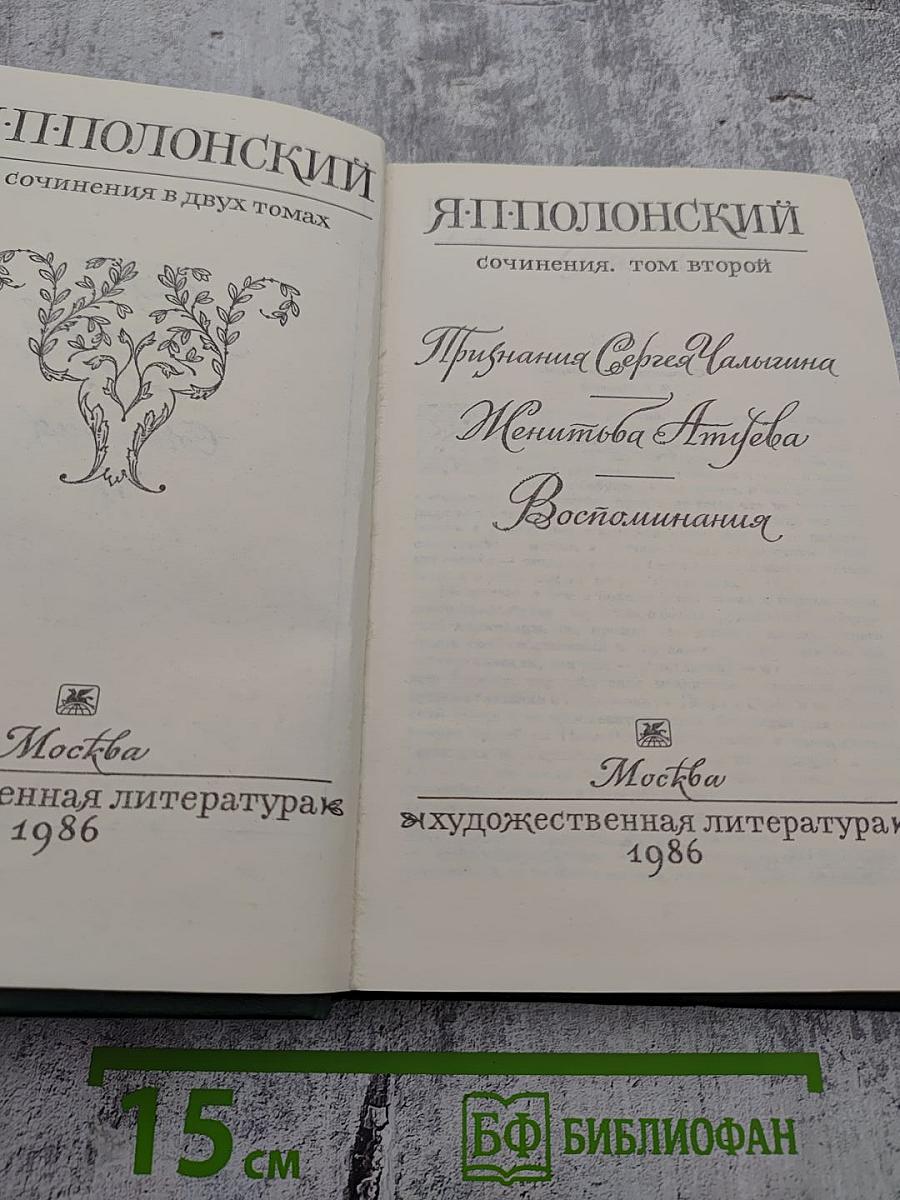 ·П·ПОЛОНСКИЙ
сочинения в двух томах
Москва
енная литература
1986
Я·П·ПОЛОНСКИЙ
сочинения. том второй
Признания Сергея Чалыгина
Женитьба Атуева
Воспоминания
Москва
художественная литература
1986
15 см
БФ БИБЛИОФАН